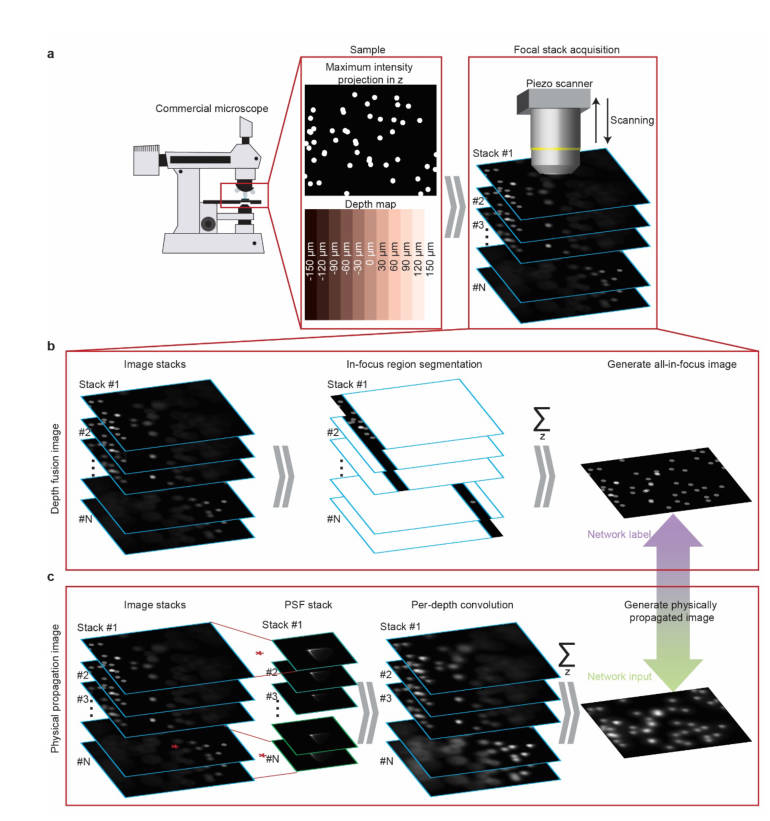 a
Sample
Focal stack acquisition
Maximum intensity
projection in z
Commercial microscope
Piezo scanner
Scanning
Stack #1
#2
#3
#N
Depth map
-150 µm
-120 µm
-90 µm
-60 µm
-30 µm
0 µm
30 µm
60 µm
90 µm
120 µm
150 µm
b
Depth fusion image
Image stacks
In-focus region segmentation
Generate all-in-focus image
Stack #1
#2
#N
Stack #1
#2
#N
∑
z
Network label
c
Physical propagation image
Image stacks
PSF stack
Per-depth convolution
Generate physically
propagated image
Stack #1
#2
#3
#N
Stack #1
#2
#3
#N
Stack #1
#2
#3
#N
∑
z
Network input